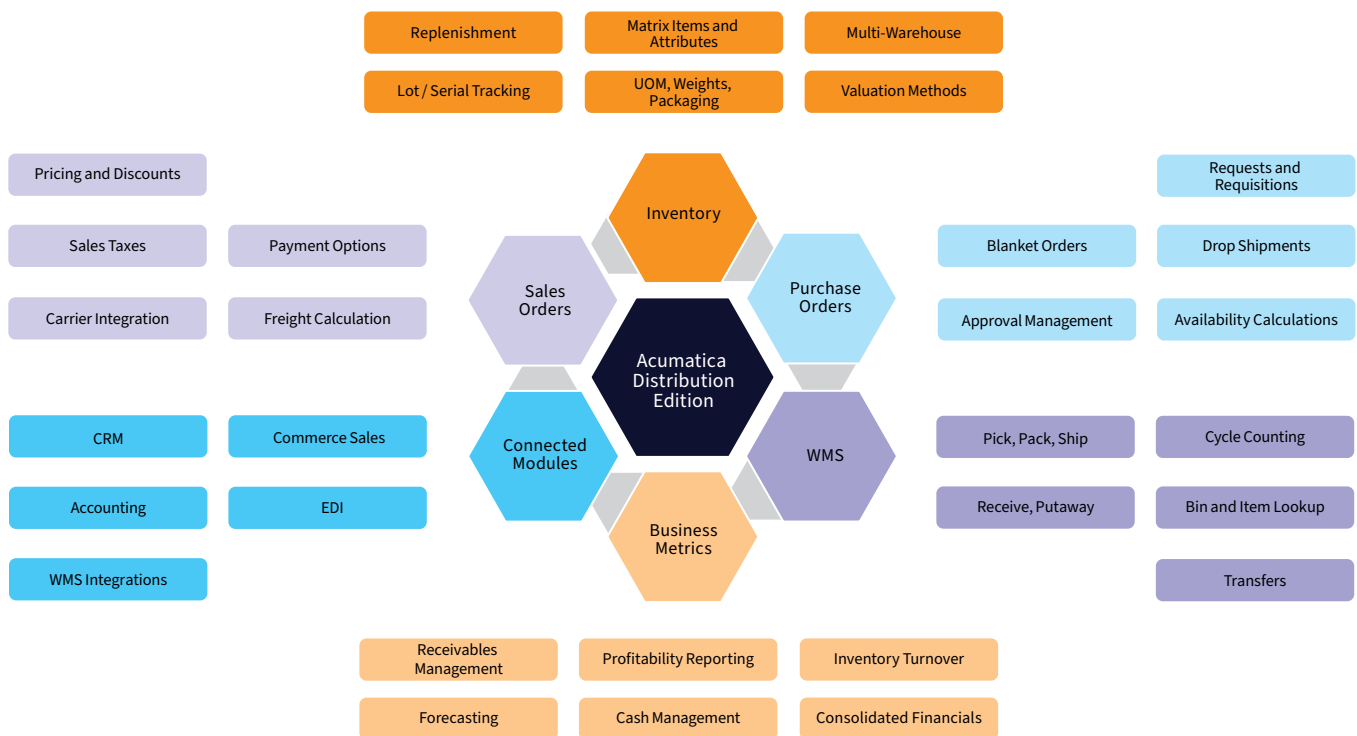 Replenishment
Matrix Items and
Attributes
Multi-Warehouse
Lot / Serial Tracking
UOM, Weights,
Packaging
Valuation Methods
Pricing and Discounts
Sales Taxes
Payment Options
Carrier Integration
Freight Calculation
Inventory
Sales
Orders
Purchase
Orders
Acumatica
Distribution
Edition
Connected
Modules
WMS
Business
Metrics
Requests and
Requisitions
Blanket Orders
Drop Shipments
Approval Management
Availability Calculations
CRM
Commerce Sales
Accounting
EDI
WMS Integrations
Pick, Pack, Ship
Cycle Counting
Receive, Putaway
Bin and Item Lookup
Transfers
Receivables
Management
Profitability Reporting
Inventory Turnover
Forecasting
Cash Management
Consolidated Financials